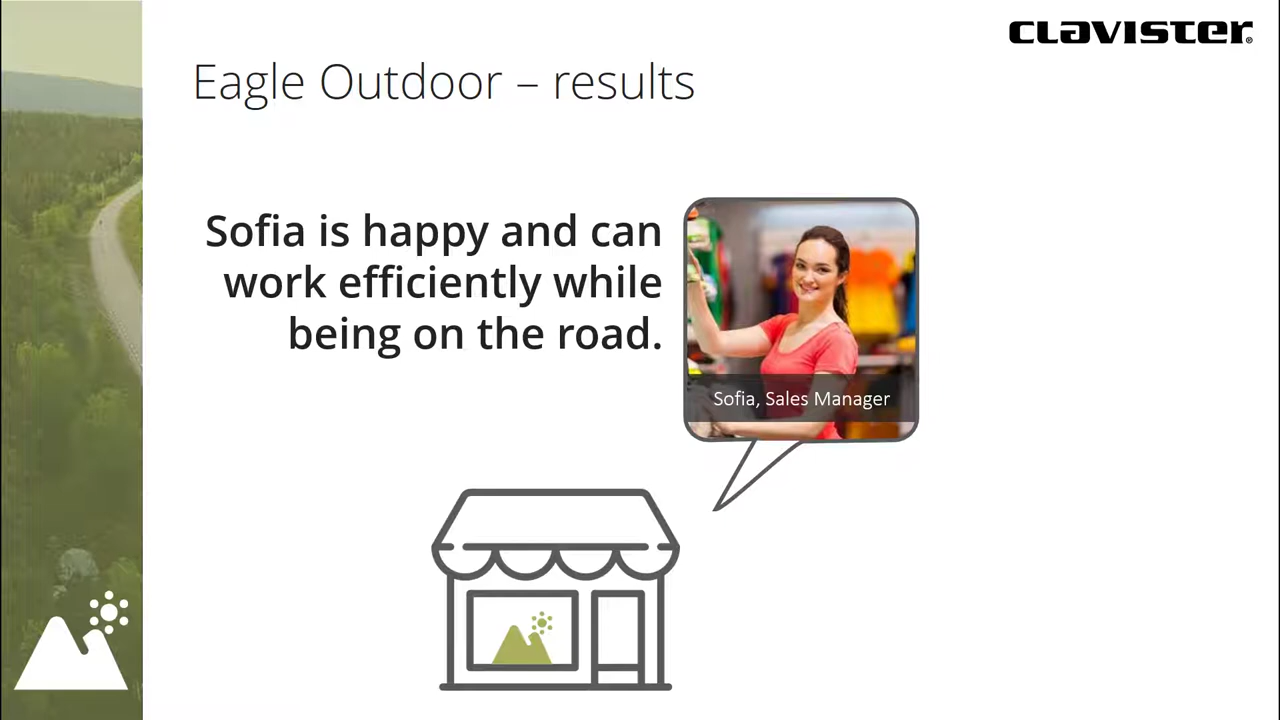 CLAVISTER®
Eagle Outdoor – results
Sofia is happy and can
work efficiently while
being on the road.
Sofia, Sales Manager